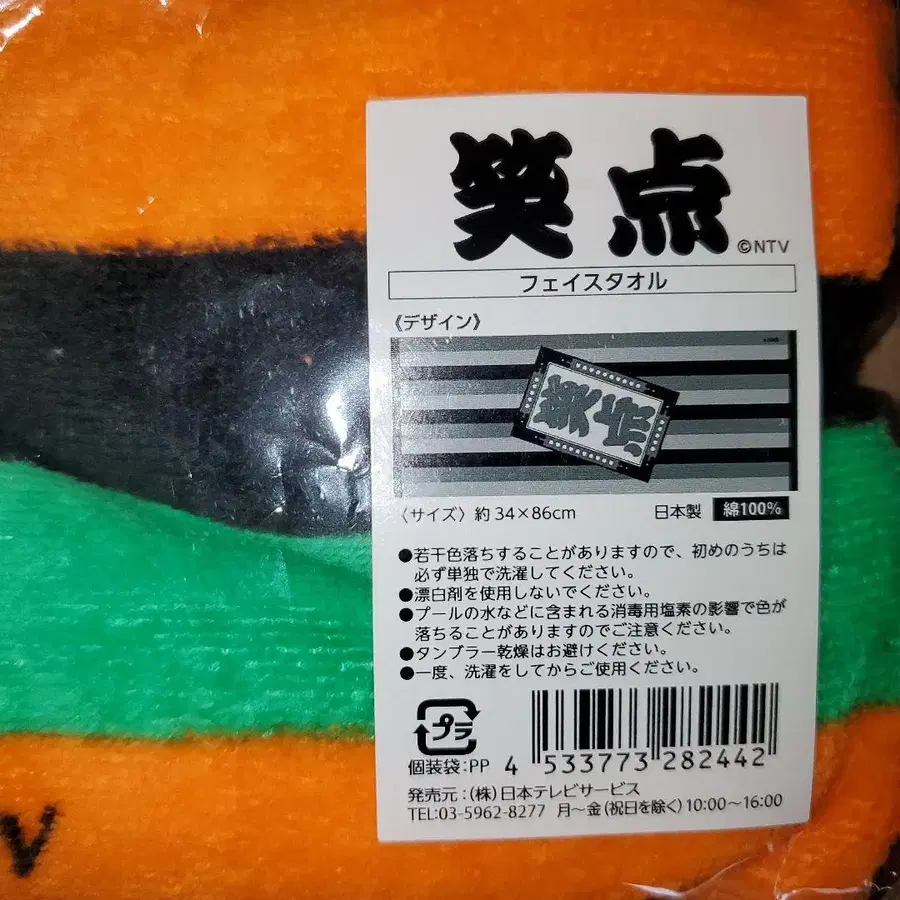 笑点
©NTV
フェイスタオル
《デザイン》
笑点
〈サイズ〉約34×86cm 日本製 綿100%
●若干色落ちすることがありますので、初めのうちは
必ず単独で洗濯してください。
●漂白剤を使用しないでください。
●プールの水などに含まれる消毒用塩素の影響で色が
落ちることがありますのでご注意ください。
●タンブラー乾燥はお避けください。
●一度、洗濯をしてからご使用ください。
プラ
個装袋:PP
4 533773 282442
発売元:(株)日本テレビサービス
TEL:03-5962-8277 月~金(祝日を除く)10:00~16:00
V